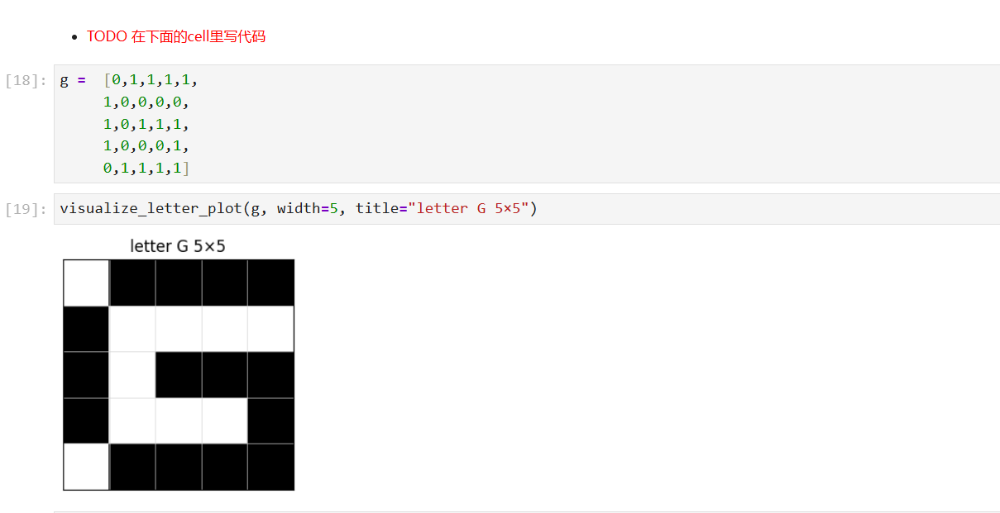 TODO 在下面的cell里写代码
[18]: g =  [0,1,1,1,1,
1,0,0,0,0,
1,0,1,1,1,
1,0,0,0,1,
0,1,1,1,1]
[19]: visualize_letter_plot(g, width=5, title="letter G 5×5")
letter G 5×5